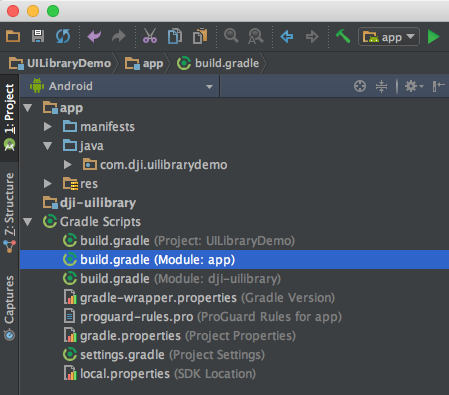 app
UILibraryDemo app build.gradle
Android
app
manifests
java
com.dji.uilibrarydemo
res
dji-uilibrary
Gradle Scripts
build.gradle (Project: UILibraryDemo)
build.gradle (Module: app)
build.gradle (Module: dji-uilibrary)
gradle-wrapper.properties (Gradle Version)
proguard-rules.pro (ProGuard Rules for app)
gradle.properties (Project Properties)
settings.gradle (Project Settings)
local.properties (SDK Location)
1: Project
7: Structure
Captures